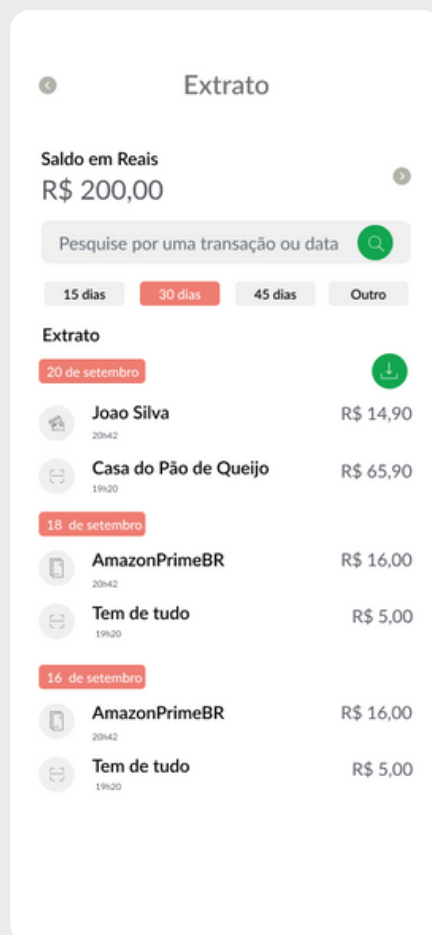 Extrato
Saldo em Reais
R$ 200,00
Pesquise por uma transação ou data
15 dias 30 dias 45 dias Outro
Extrato
20 de setembro
Joao Silva R$ 14,90
20h42
Casa do Pão de Queijo R$ 65,90
19h20
18 de setembro
AmazonPrimeBR R$ 16,00
20h42
Tem de tudo R$ 5,00
19h20
16 de setembro
AmazonPrimeBR R$ 16,00
20h42
Tem de tudo R$ 5,00
19h20